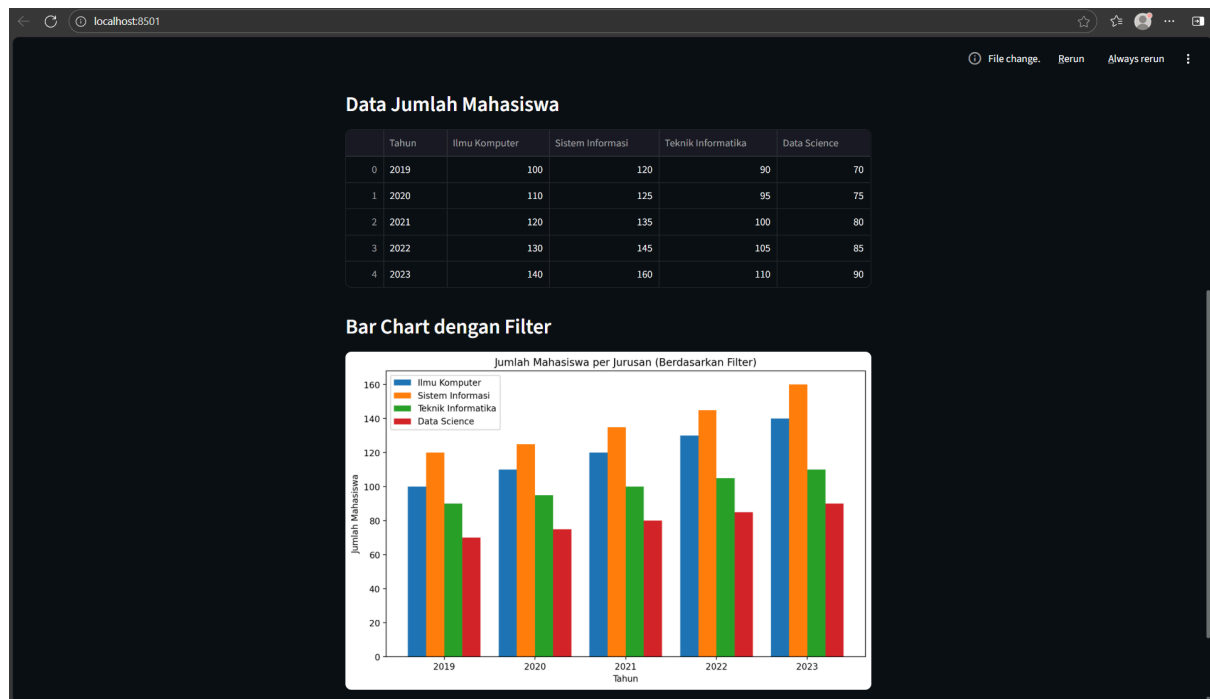 localhost:8501
File change. Rerun Always rerun
Data Jumlah Mahasiswa
Tahun Ilmu Komputer Sistem Informasi Teknik Informatika Data Science
0 2019 100 120 90 70
1 2020 110 125 95 75
2 2021 120 135 100 80
3 2022 130 145 105 85
4 2023 140 160 110 90
Bar Chart dengan Filter
Jumlah Mahasiswa per Jurusan (Berdasarkan Filter)
Ilmu Komputer
Sistem Informasi
Teknik Informatika
Data Science
Jumlah Mahasiswa
160
140
120
100
80
60
40
20
0
2019 2020 2021 2022 2023
Tahun